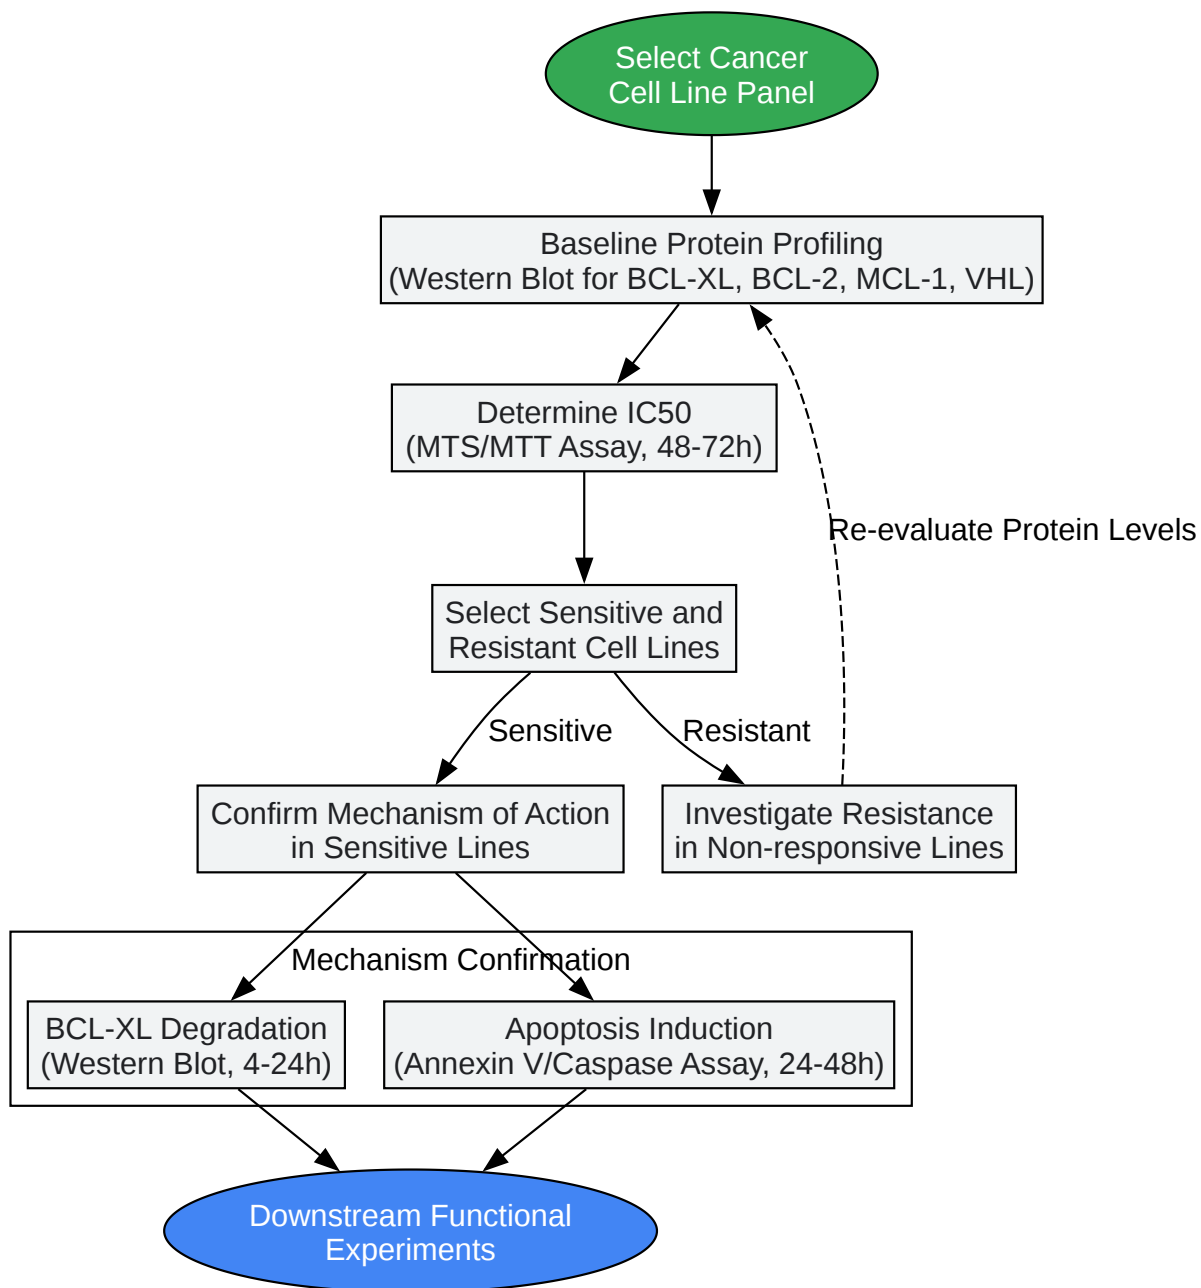 Select Cancer
Cell Line Panel
Baseline Protein Profiling
(Western Blot for BCL-XL, BCL-2, MCL-1, VHL)
Determine IC50
(MTS/MTT Assay, 48-72h)
Re-evaluate Protein Levels
Select Sensitive and
Resistant Cell Lines
Sensitive
Resistant
Confirm Mechanism of Action
in Sensitive Lines
Investigate Resistance
in Non-responsive Lines
Mechanism Confirmation
BCL-XL Degradation
(Western Blot, 4-24h)
Apoptosis Induction
(Annexin V/Caspase Assay, 24-48h)
Downstream Functional
Experiments